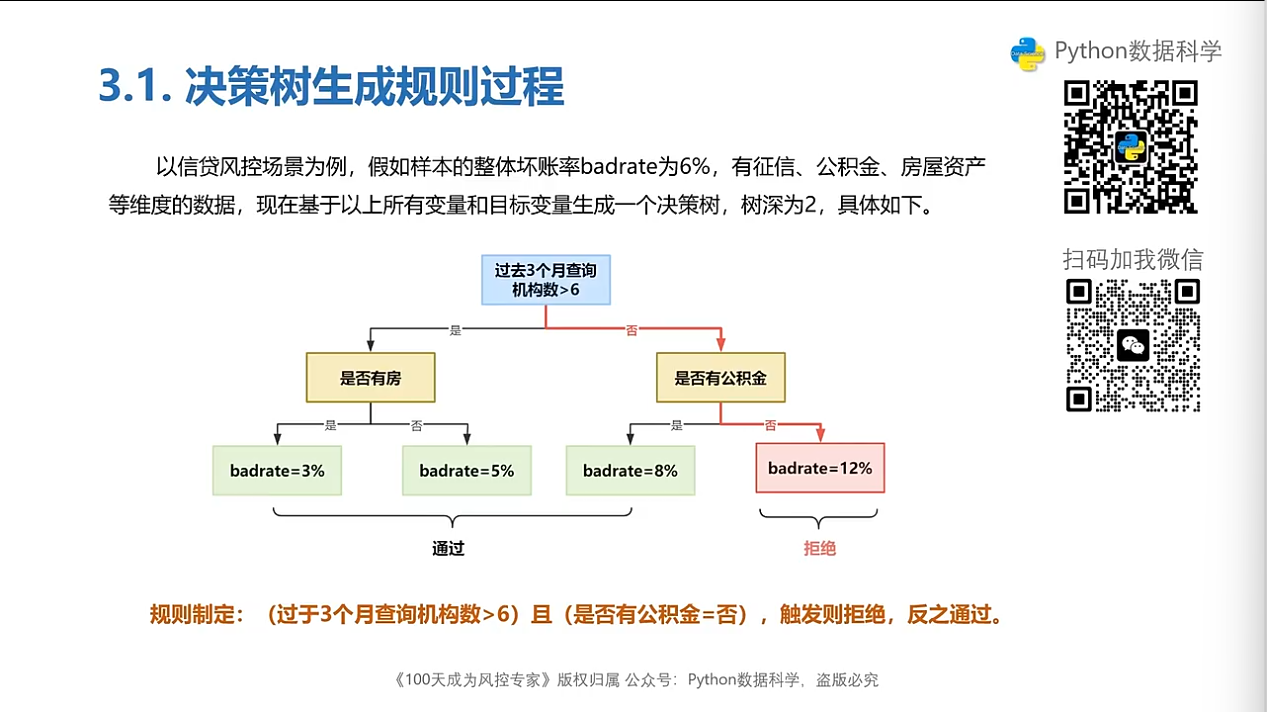 Python数据科学
3.1. 决策树生成规则过程
以信贷风控场景为例，假如样本的整体坏账率badrate为6%，有征信、公积金、房屋资产
等维度的数据，现在基于以上所有变量和目标变量生成一个决策树，树深为2，具体如下。
扫码加我微信
过去3个月查询
机构数>6
是
否
是否有房
是否有公积金
是
否
是
否
badrate=3%
badrate=5%
badrate=8%
badrate=12%
通过
拒绝
规则制定：（过于3个月查询机构数>6）且（是否有公积金=否），触发则拒绝，反之通过。
《100天成为风控专家》版权归属 公众号：Python数据科学，盗版必究